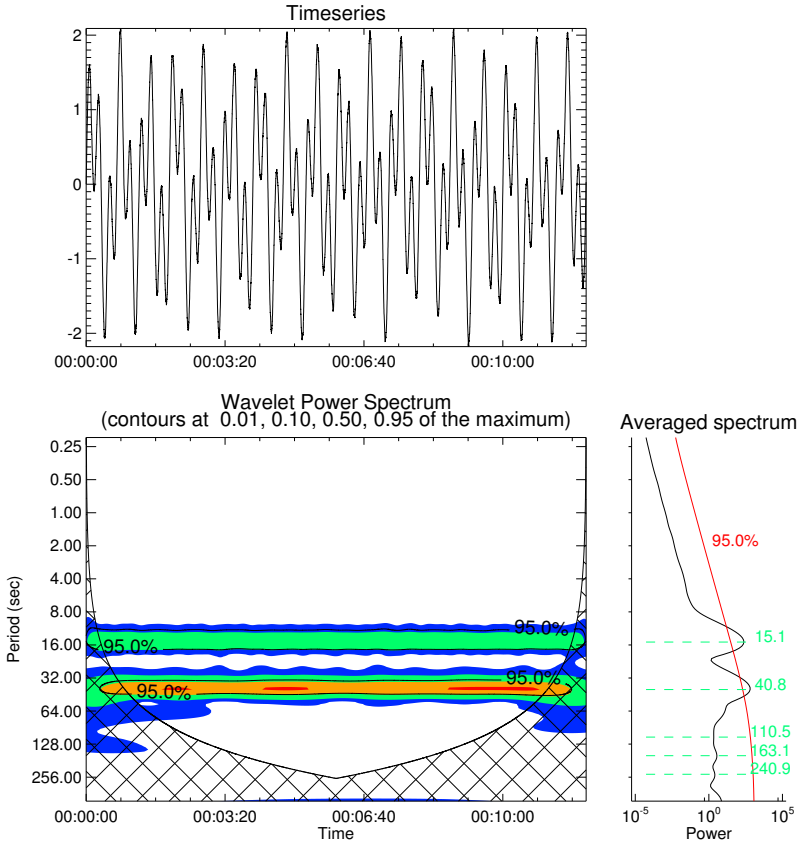 Timeseries
2
1
0
-1
-2
00:00:00 00:03:20 00:06:40 00:10:00
Wavelet Power Spectrum
(contours at 0.01, 0.10, 0.50, 0.95 of the maximum)
Period (sec)
0.25
0.50
1.00
2.00
4.00
8.00
16.00
32.00
64.00
128.00
256.00
95.0%
95.0%
95.0%
95.0%
00:00:00 00:03:20 00:06:40 00:10:00
Time
Averaged spectrum
95.0%
15.1
40.8
110.5
163.1
240.9
10^-5 10^0 10^5
Power